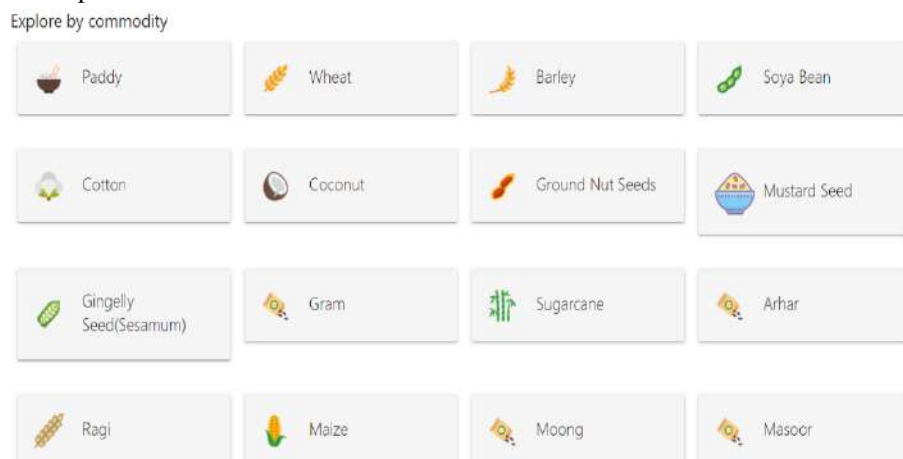 Explore by commodity
Paddy
Wheat
Barley
Soya Bean
Cotton
Coconut
Ground Nut Seeds
Mustard Seed
Gingelly
Seed(Sesamum)
Gram
Sugarcane
Arhar
Ragi
Maize
Moong
Masoor